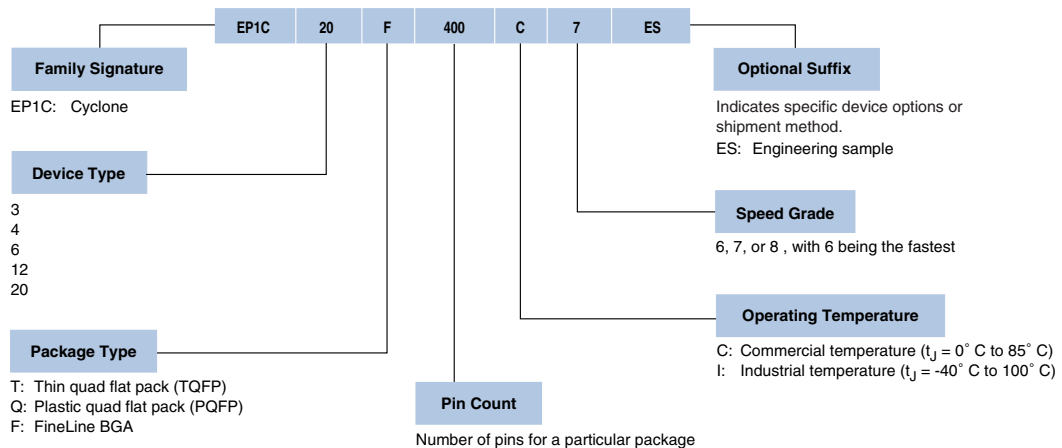 EP1C 20 F 400 C 7 ES
Family Signature
EP1C: Cyclone
Device Type
3
4
6
12
20
Package Type
T: Thin quad flat pack (TQFP)
Q: Plastic quad flat pack (PQFP)
F: FineLine BGA
Pin Count
Number of pins for a particular package
Optional Suffix
Indicates specific device options or
shipment method.
ES: Engineering sample
Speed Grade
6, 7, or 8 , with 6 being the fastest
Operating Temperature
C: Commercial temperature (tJ = 0° C to 85° C)
I: Industrial temperature (tJ = -40° C to 100° C)